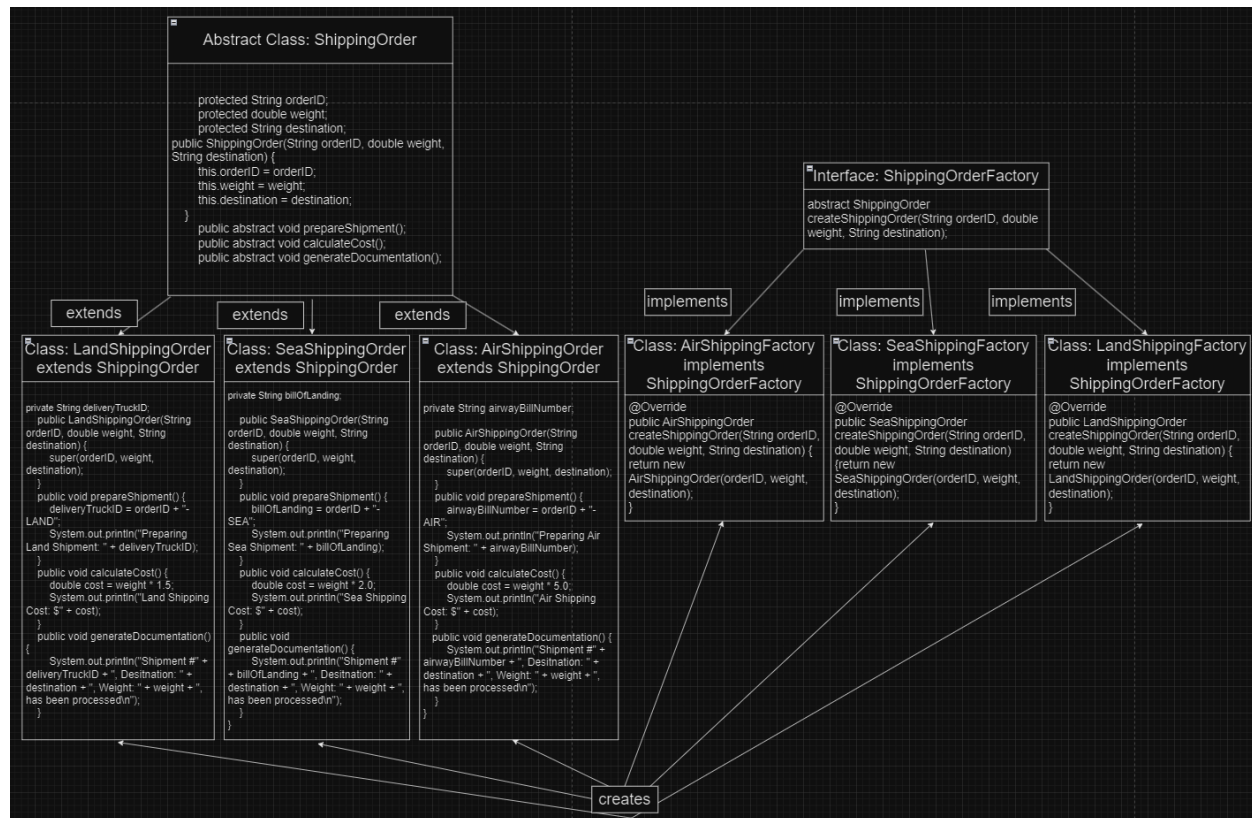 Abstract Class: ShippingOrder
protected String orderID;
protected double weight;
protected String destination;
public ShippingOrder(String orderID, double weight,
String destination) {
this.orderID = orderID;
this.weight = weight;
this.destination = destination;
}
public abstract void prepareShipment();
public abstract void calculateCost();
public abstract void generateDocumentation();
Interface: ShippingOrderFactory
abstract ShippingOrder
createShippingOrder(String orderID, double
weight, String destination);
extends
extends
extends
implements
implements
implements
Class: LandShippingOrder
extends ShippingOrder
private String deliveryTruckID;
public LandShippingOrder(String
orderID, double weight, String
destination) {
super(orderID, weight,
destination);
}
public void prepareShipment() {
deliveryTruckID = orderID + "-
LAND";
System.out.println("Preparing
Land Shipment: " + deliveryTruckID);
}
public void calculateCost() {
double cost = weight * 1.5;
System.out.println("Land Shipping
Cost: $" + cost);
}
public void generateDocumentation()
{
System.out.println("Shipment #" +
deliveryTruckID + ", Desitnation: " +
destination + ", Weight: " + weight + ",
has been processed\n");
}
Class: SeaShippingOrder
extends ShippingOrder
private String billOfLanding;
public SeaShippingOrder(String
orderID, double weight, String
destination) {
super(orderID, weight,
destination);
}
public void prepareShipment() {
billOfLanding = orderID + "-
SEA";
System.out.println("Preparing
Sea Shipment: " + billOfLanding);
}
public void calculateCost() {
double cost = weight * 2.0;
System.out.println("Sea Shipping
Cost: $" + cost);
}
public void
generateDocumentation() {
System.out.println("Shipment #"
+ billOfLanding + ", Desitnation: " +
destination + ", Weight: " + weight + ",
has been processed\n");
}
}
Class: AirShippingOrder
extends ShippingOrder
private String airwayBillNumber;
public AirShippingOrder(String
orderID, double weight, String
destination) {
super(orderID, weight, destination);
}
public void prepareShipment() {
airwayBillNumber = orderID + "-
AIR";
System.out.println("Preparing Air
Shipment: " + airwayBillNumber);
}
public void calculateCost() {
double cost = weight * 5.0;
System.out.println("Air Shipping
Cost: $" + cost);
}
public void generateDocumentation() {
System.out.println("Shipment #" +
airwayBillNumber + ", Desitnation: " +
destination + ", Weight: " + weight + ",
has been processed\n");
}
}
Class: AirShippingFactory
implements
ShippingOrderFactory
@Override
public AirShippingOrder
createShippingOrder(String orderID,
double weight, String destination) {
return new
AirShippingOrder(orderID, weight,
destination);
}
Class: SeaShippingFactory
implements
ShippingOrderFactory
@Override
public SeaShippingOrder
createShippingOrder(String orderID,
double weight, String destination)
{return new
SeaShippingOrder(orderID, weight,
destination);
}
Class: LandShippingFactory
implements
ShippingOrderFactory
@Override
public LandShippingOrder
createShippingOrder(String orderID,
double weight, String destination) {
return new
LandShippingOrder(orderID, weight,
destination);
}
creates